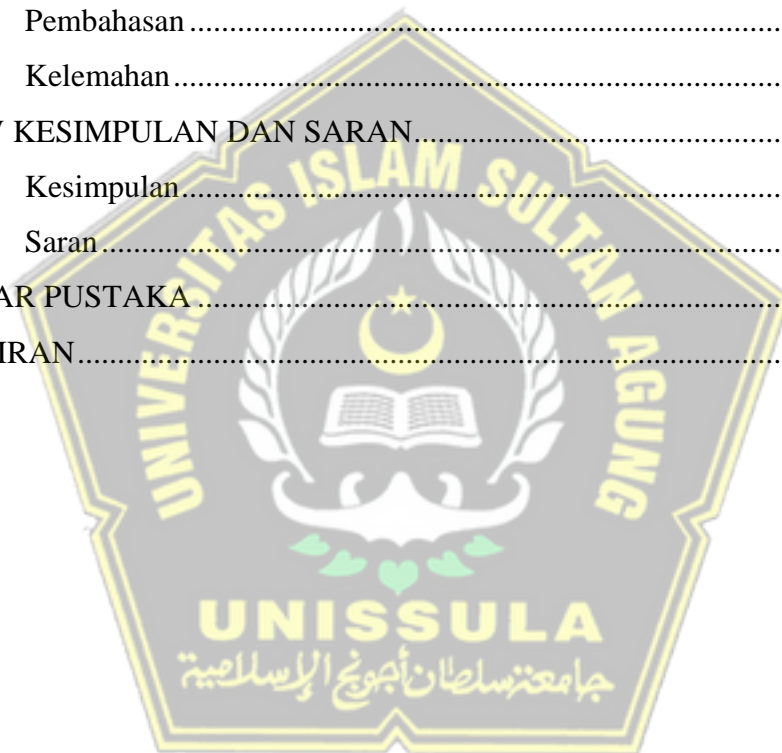 Pembahasan ........................................................................
Kelemahan ........................................................................
KESIMPULAN DAN SARAN ........................................................
Kesimpulan ........................................................................
Saran ........................................................................
AR PUSTAKA ........................................................................
IRAN ........................................................................
UNIVERSITAS ISLAM SULTAN AGUNG
UNISSULA
جامعة سلطان أجونج الإسلامية